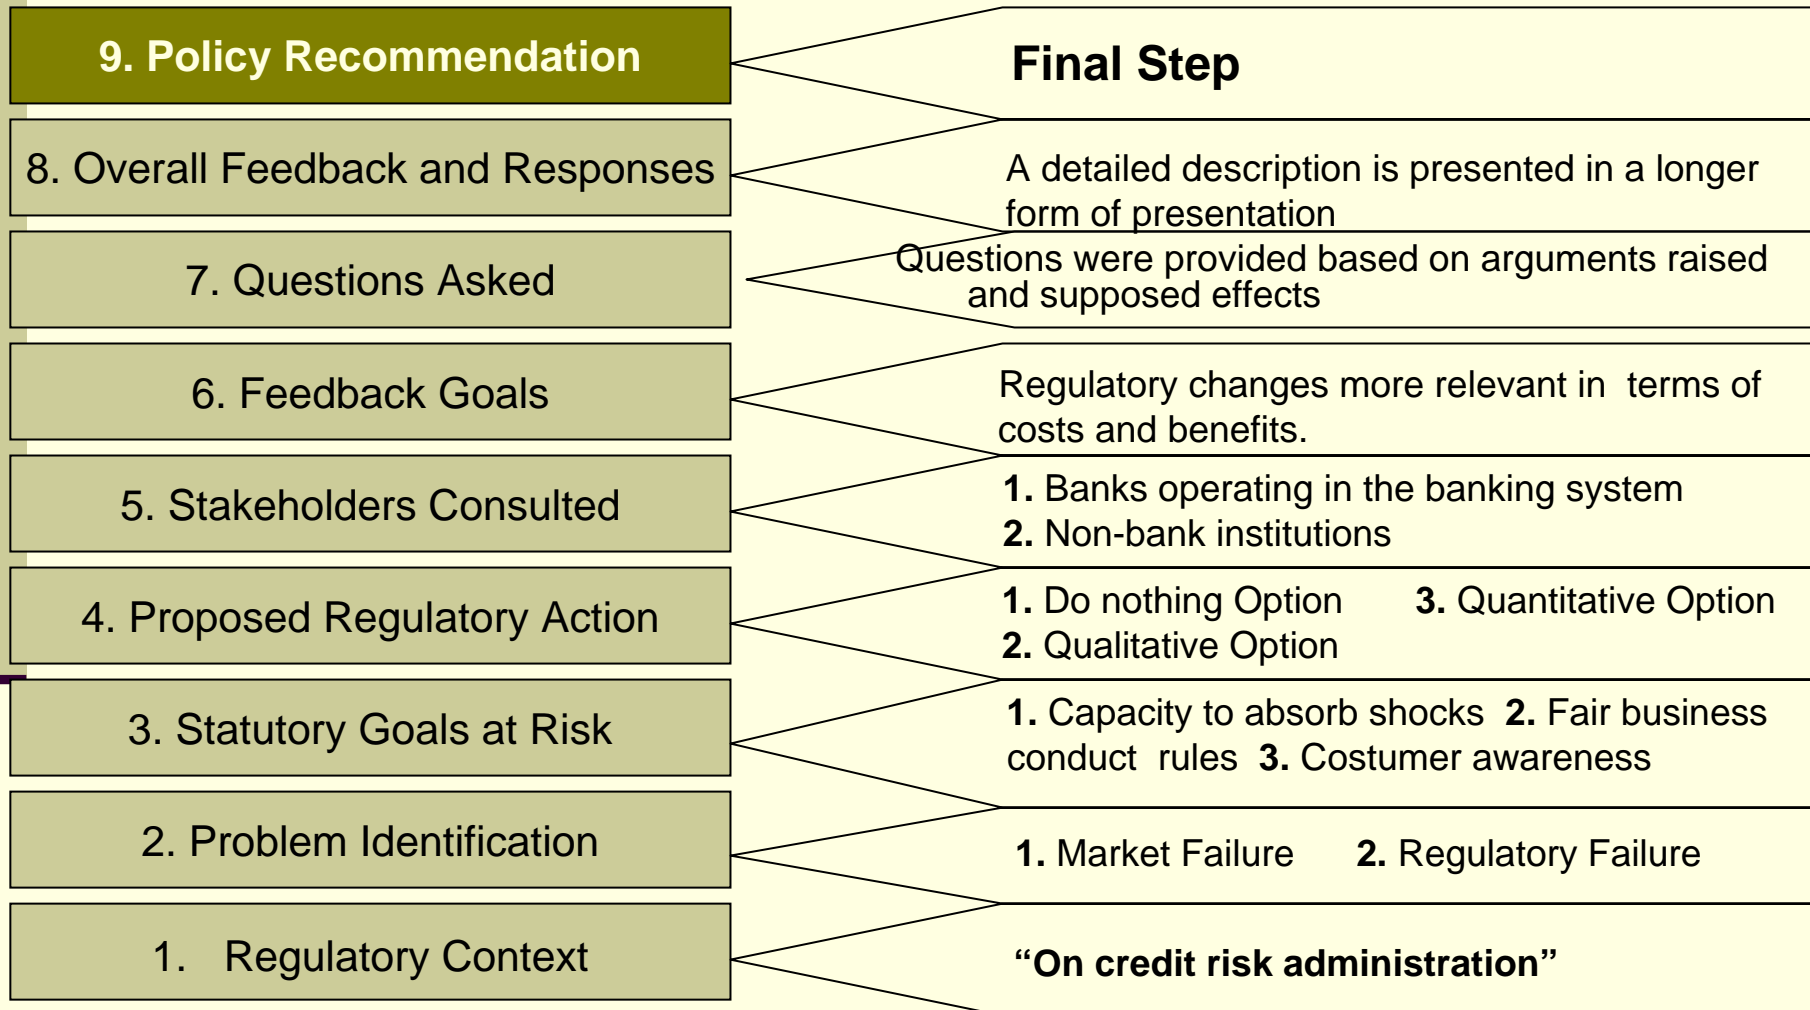 9. Policy Recommendation
Final Step
8. Overall Feedback and Responses
A detailed description is presented in a longer
form of presentation
7. Questions Asked
Questions were provided based on arguments raised
and supposed effects
6. Feedback Goals
Regulatory changes more relevant in terms of
costs and benefits.
5. Stakeholders Consulted
1. Banks operating in the banking system
2. Non-bank institutions
4. Proposed Regulatory Action
1. Do nothing Option 3. Quantitative Option
2. Qualitative Option
3. Statutory Goals at Risk
1. Capacity to absorb shocks 2. Fair business
conduct rules 3. Costumer awareness
2. Problem Identification
1. Market Failure 2. Regulatory Failure
1. Regulatory Context
“On credit risk administration”